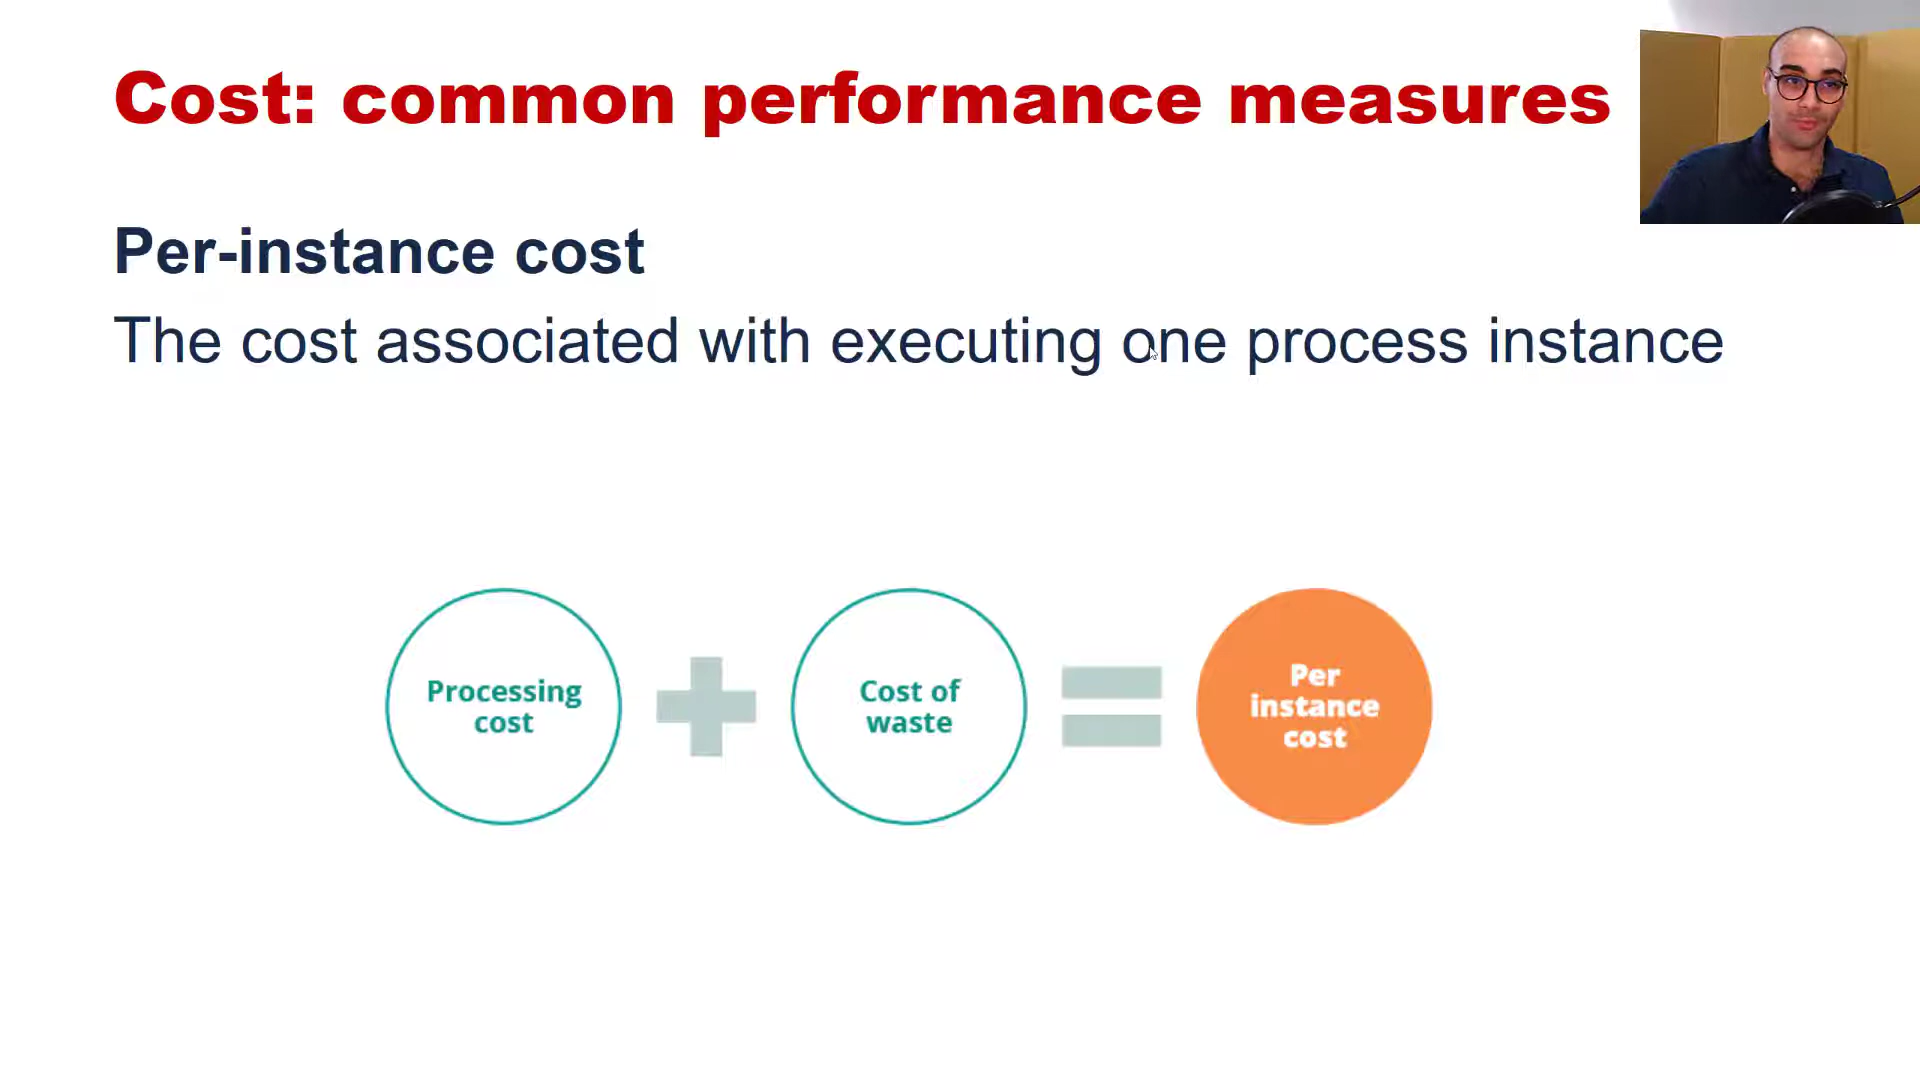 Cost: common performance measures
Per-instance cost
The cost associated with executing one process instance
Processing
cost
Cost of
waste
Per
instance
cost